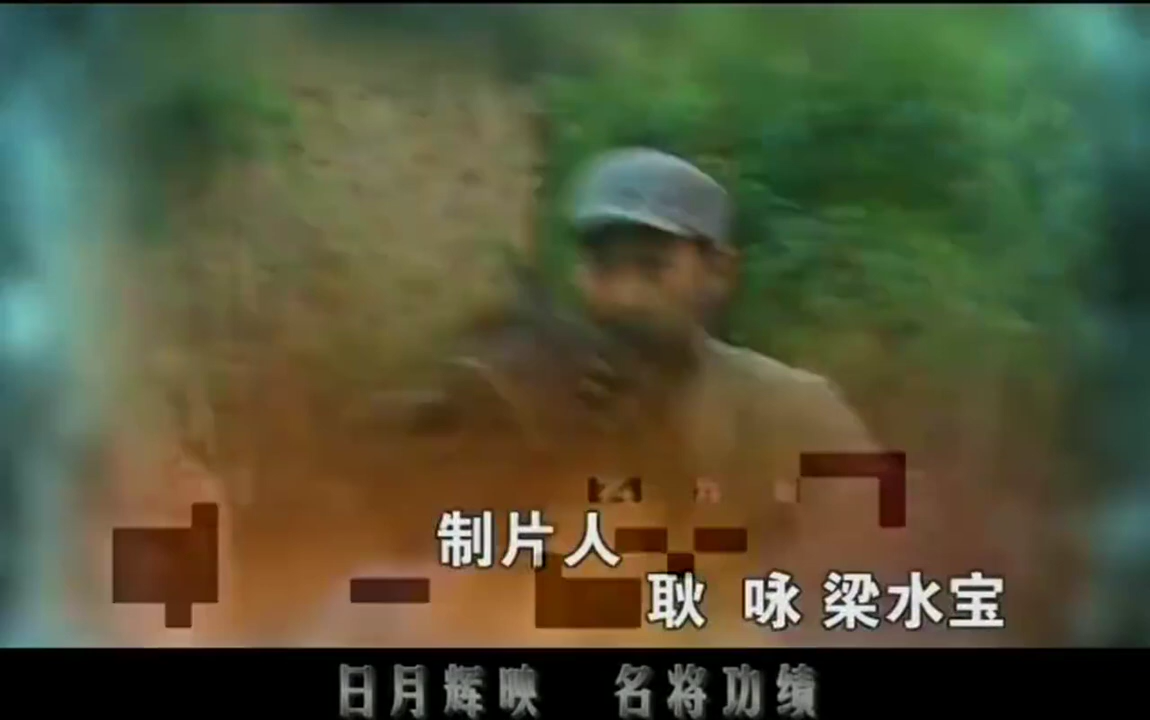 制片人
耿 咏 梁水宝
日月辉映 名将功绩